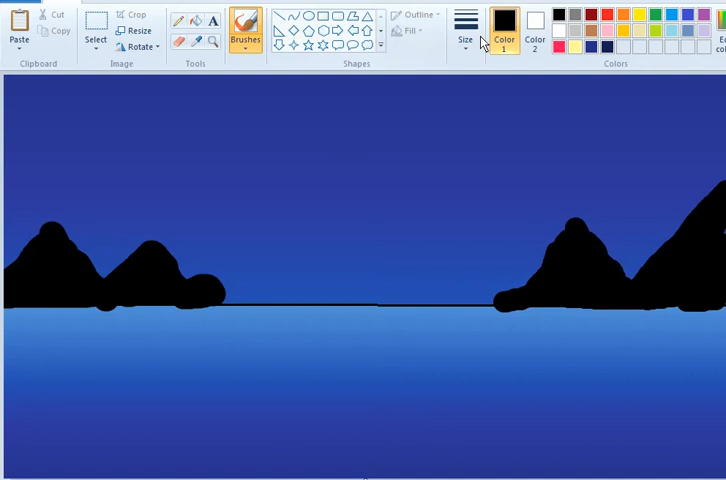 Paste
Cut
Copy
Clipboard
Select
Crop
Resize
Rotate
Image
A
Tools
Brushes
Outline
Fill
Shapes
Size
Color
1
Color
2
Colors